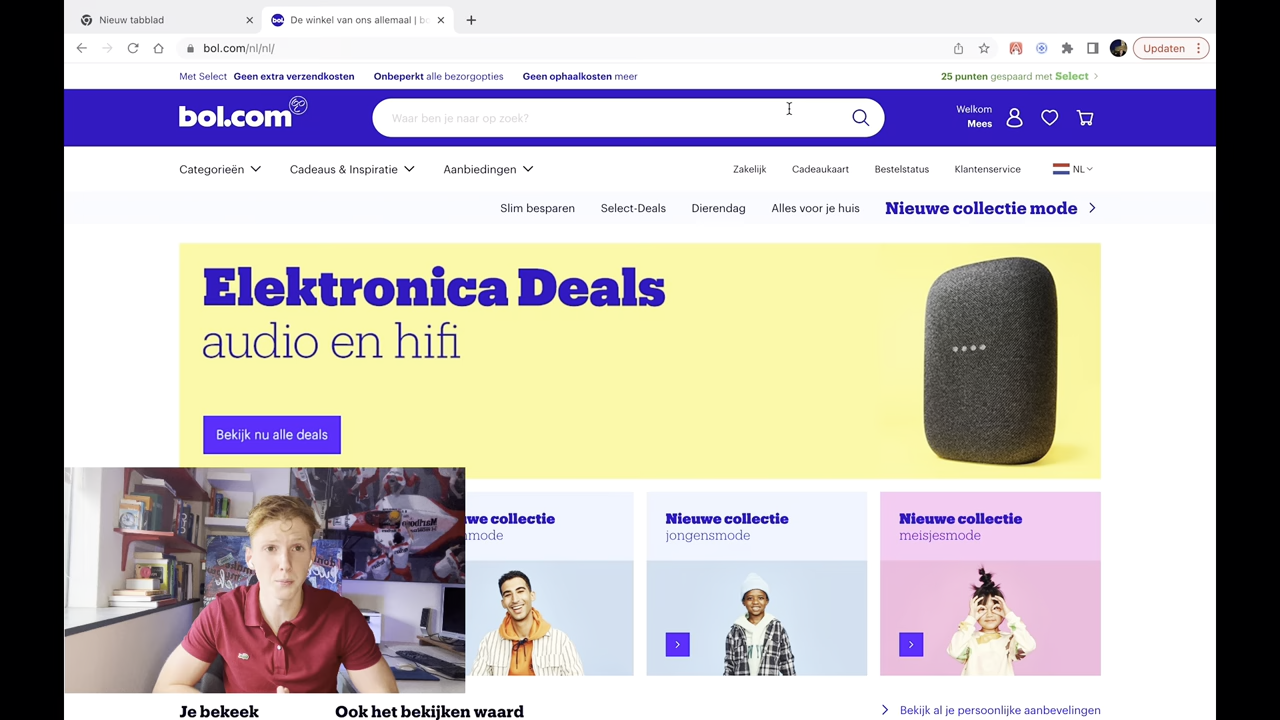 Nieuw tabblad
De winkel van ons allemaal | bo
bol.com/nl/nl/
Updaten
Met Select Geen extra verzendkosten
Onbeperkt alle bezorgopties
Geen ophaalkosten meer
25 punten gespaard met Select
bol.com
Waar ben je naar op zoek?
Welkom
Mees
Categorieën
Cadeaus & Inspiratie
Aanbiedingen
Zakelijk
Cadeaukaart
Bestelstatus
Klantenservice
NL
Slim besparen
Select-Deals
Dierendag
Alles voor je huis
Nieuwe collectie mode
Elektronica Deals
audio en hifi
Bekijk nu alle deals
we collectie
mode
Nieuwe collectie
jongensmode
Nieuwe collectie
meisjesmode
Je bekeek
Ook het bekijken waard
Bekijk al je persoonlijke aanbevelingen